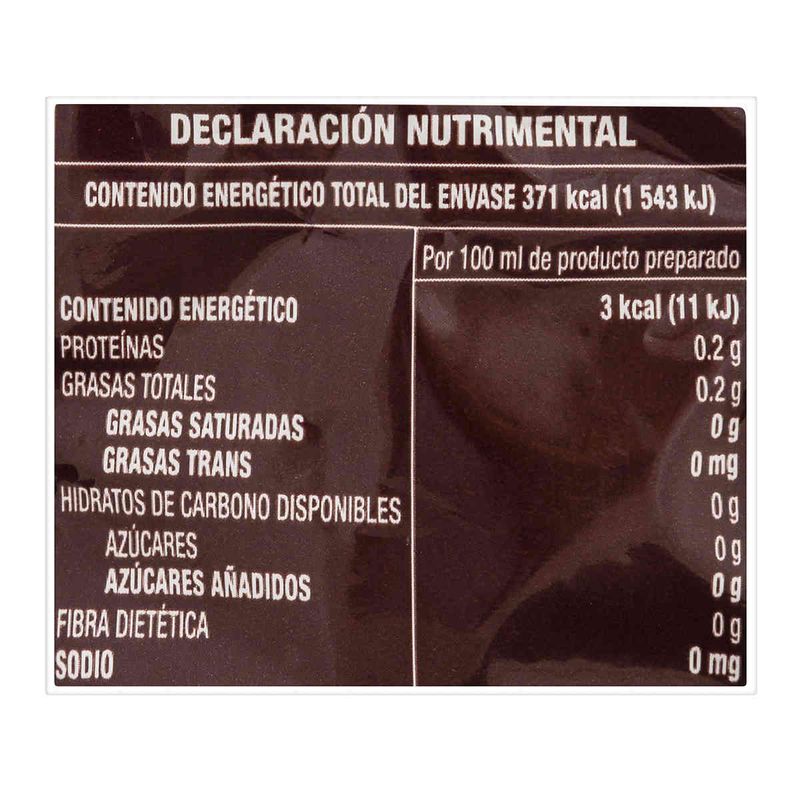 DECLARACIÓN NUTRIMENTAL
CONTENIDO ENERGÉTICO TOTAL DEL ENVASE 371 kcal (1 543 kJ)
Por 100 ml de producto preparado
CONTENIDO ENERGÉTICO 3 kcal (11 kJ)
PROTEÍNAS 0.2 g
GRASAS TOTALES 0.2 g
GRASAS SATURADAS 0 g
GRASAS TRANS 0 mg
HIDRATOS DE CARBONO DISPONIBLES 0 g
AZÚCARES 0 g
AZÚCARES AÑADIDOS 0 g
FIBRA DIETÉTICA 0 g
SODIO 0 mg